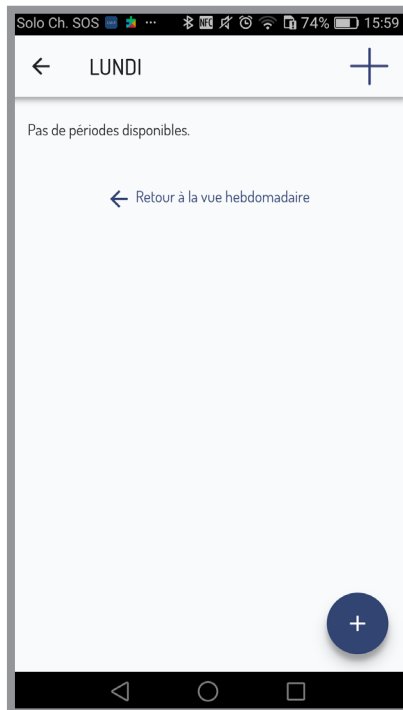 Solo Ch. SOS ... 74% 15:59
LUNDI
Pas de périodes disponibles.
Retour à la vue hebdomadaire